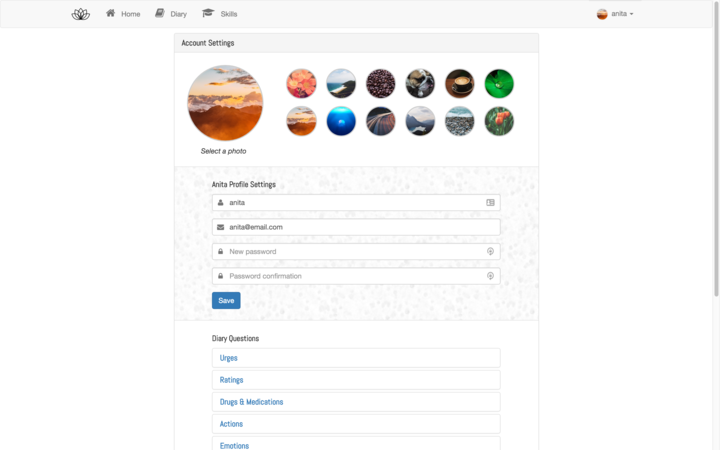 Home Diary Skills anita
Account Settings
Select a photo
Anita Profile Settings
anita
anita@email.com
New password
Password confirmation
Save
Diary Questions
Urges
Ratings
Drugs & Medications
Actions
Emotions